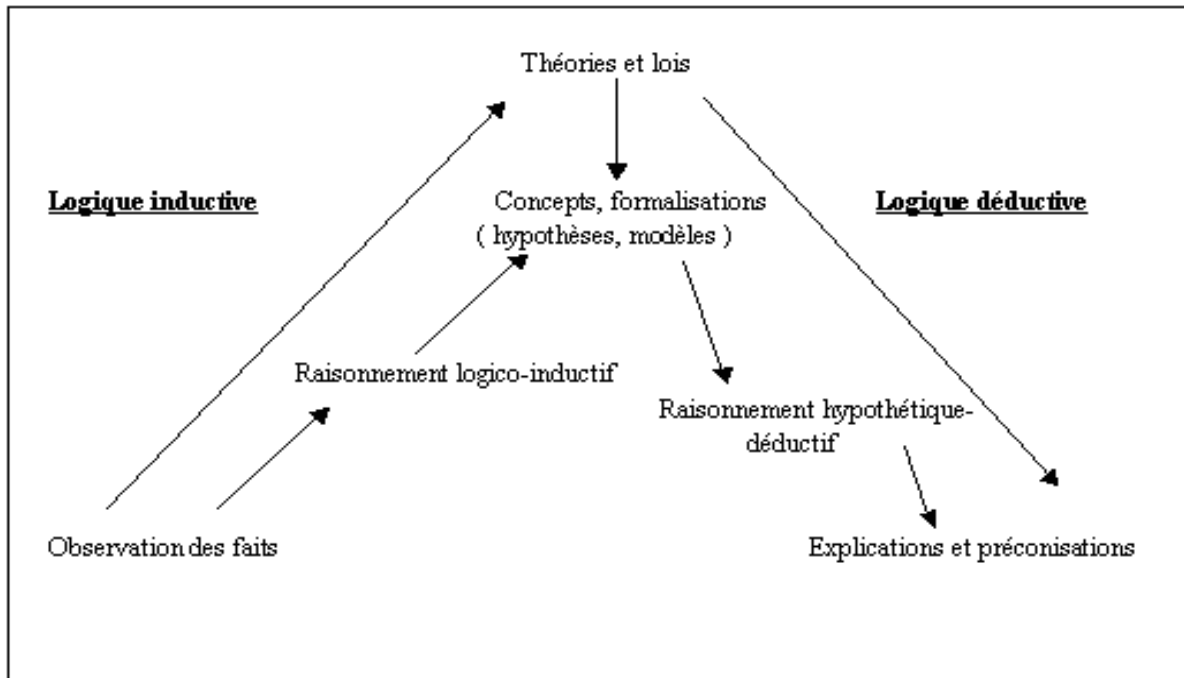 Théories et lois
Logique inductive
Concepts, formalisations
( hypothèses, modèles )
Logique déductive
Raisonnement logico-inductif
Raisonnement hypothétique-
déductif
Observation des faits
Explications et préconisations